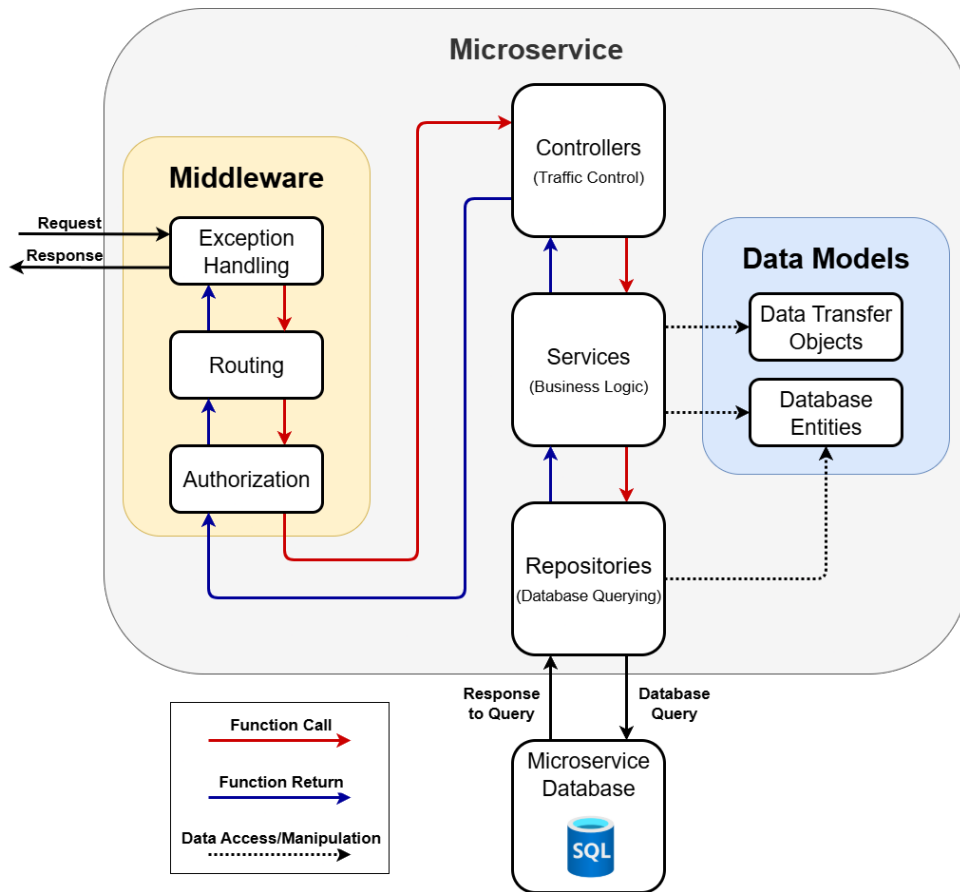 Microservice
Middleware
Request
Response
Exception
Handling
Routing
Authorization
Controllers
(Traffic Control)
Services
(Business Logic)
Repositories
(Database Querying)
Data Models
Data Transfer
Objects
Database
Entities
Response
to Query
Database
Query
Microservice
Database
SQL
Function Call
Function Return
Data Access/Manipulation